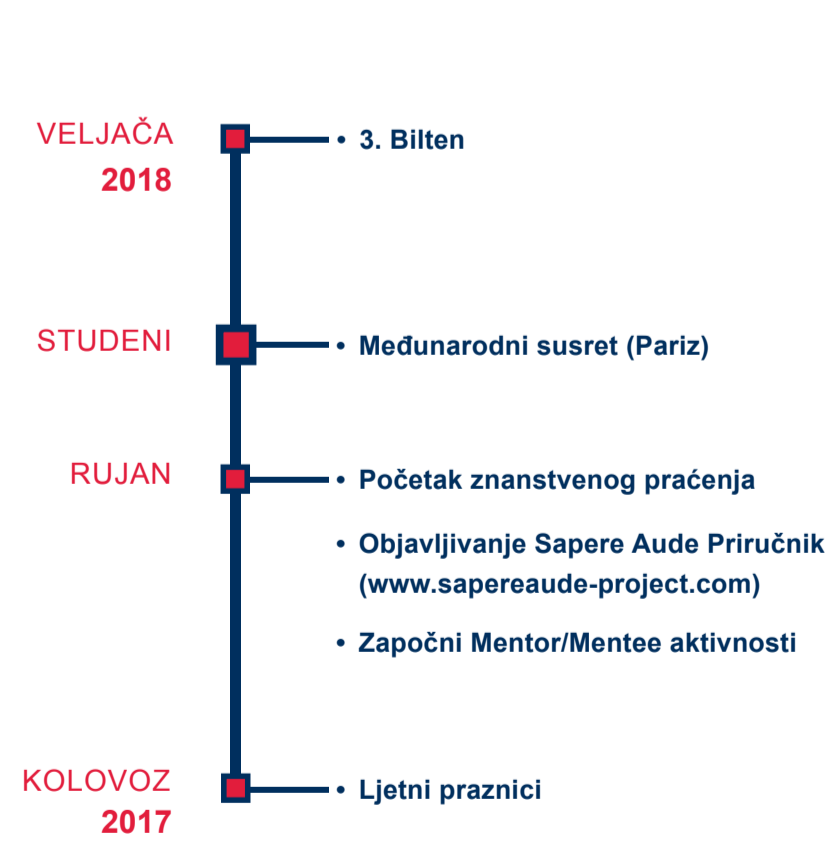 VELJAČA
2018
• 3. Bilten
STUDENI
• Međunarodni susret (Pariz)
RUJAN
• Početak znanstvenog praćenja
• Objavljivanje Sapere Aude Priručnik
(www.sapereaude-project.com)
• Započni Mentor/Mentee aktivnosti
KOLOVOZ
2017
• Ljetni praznici